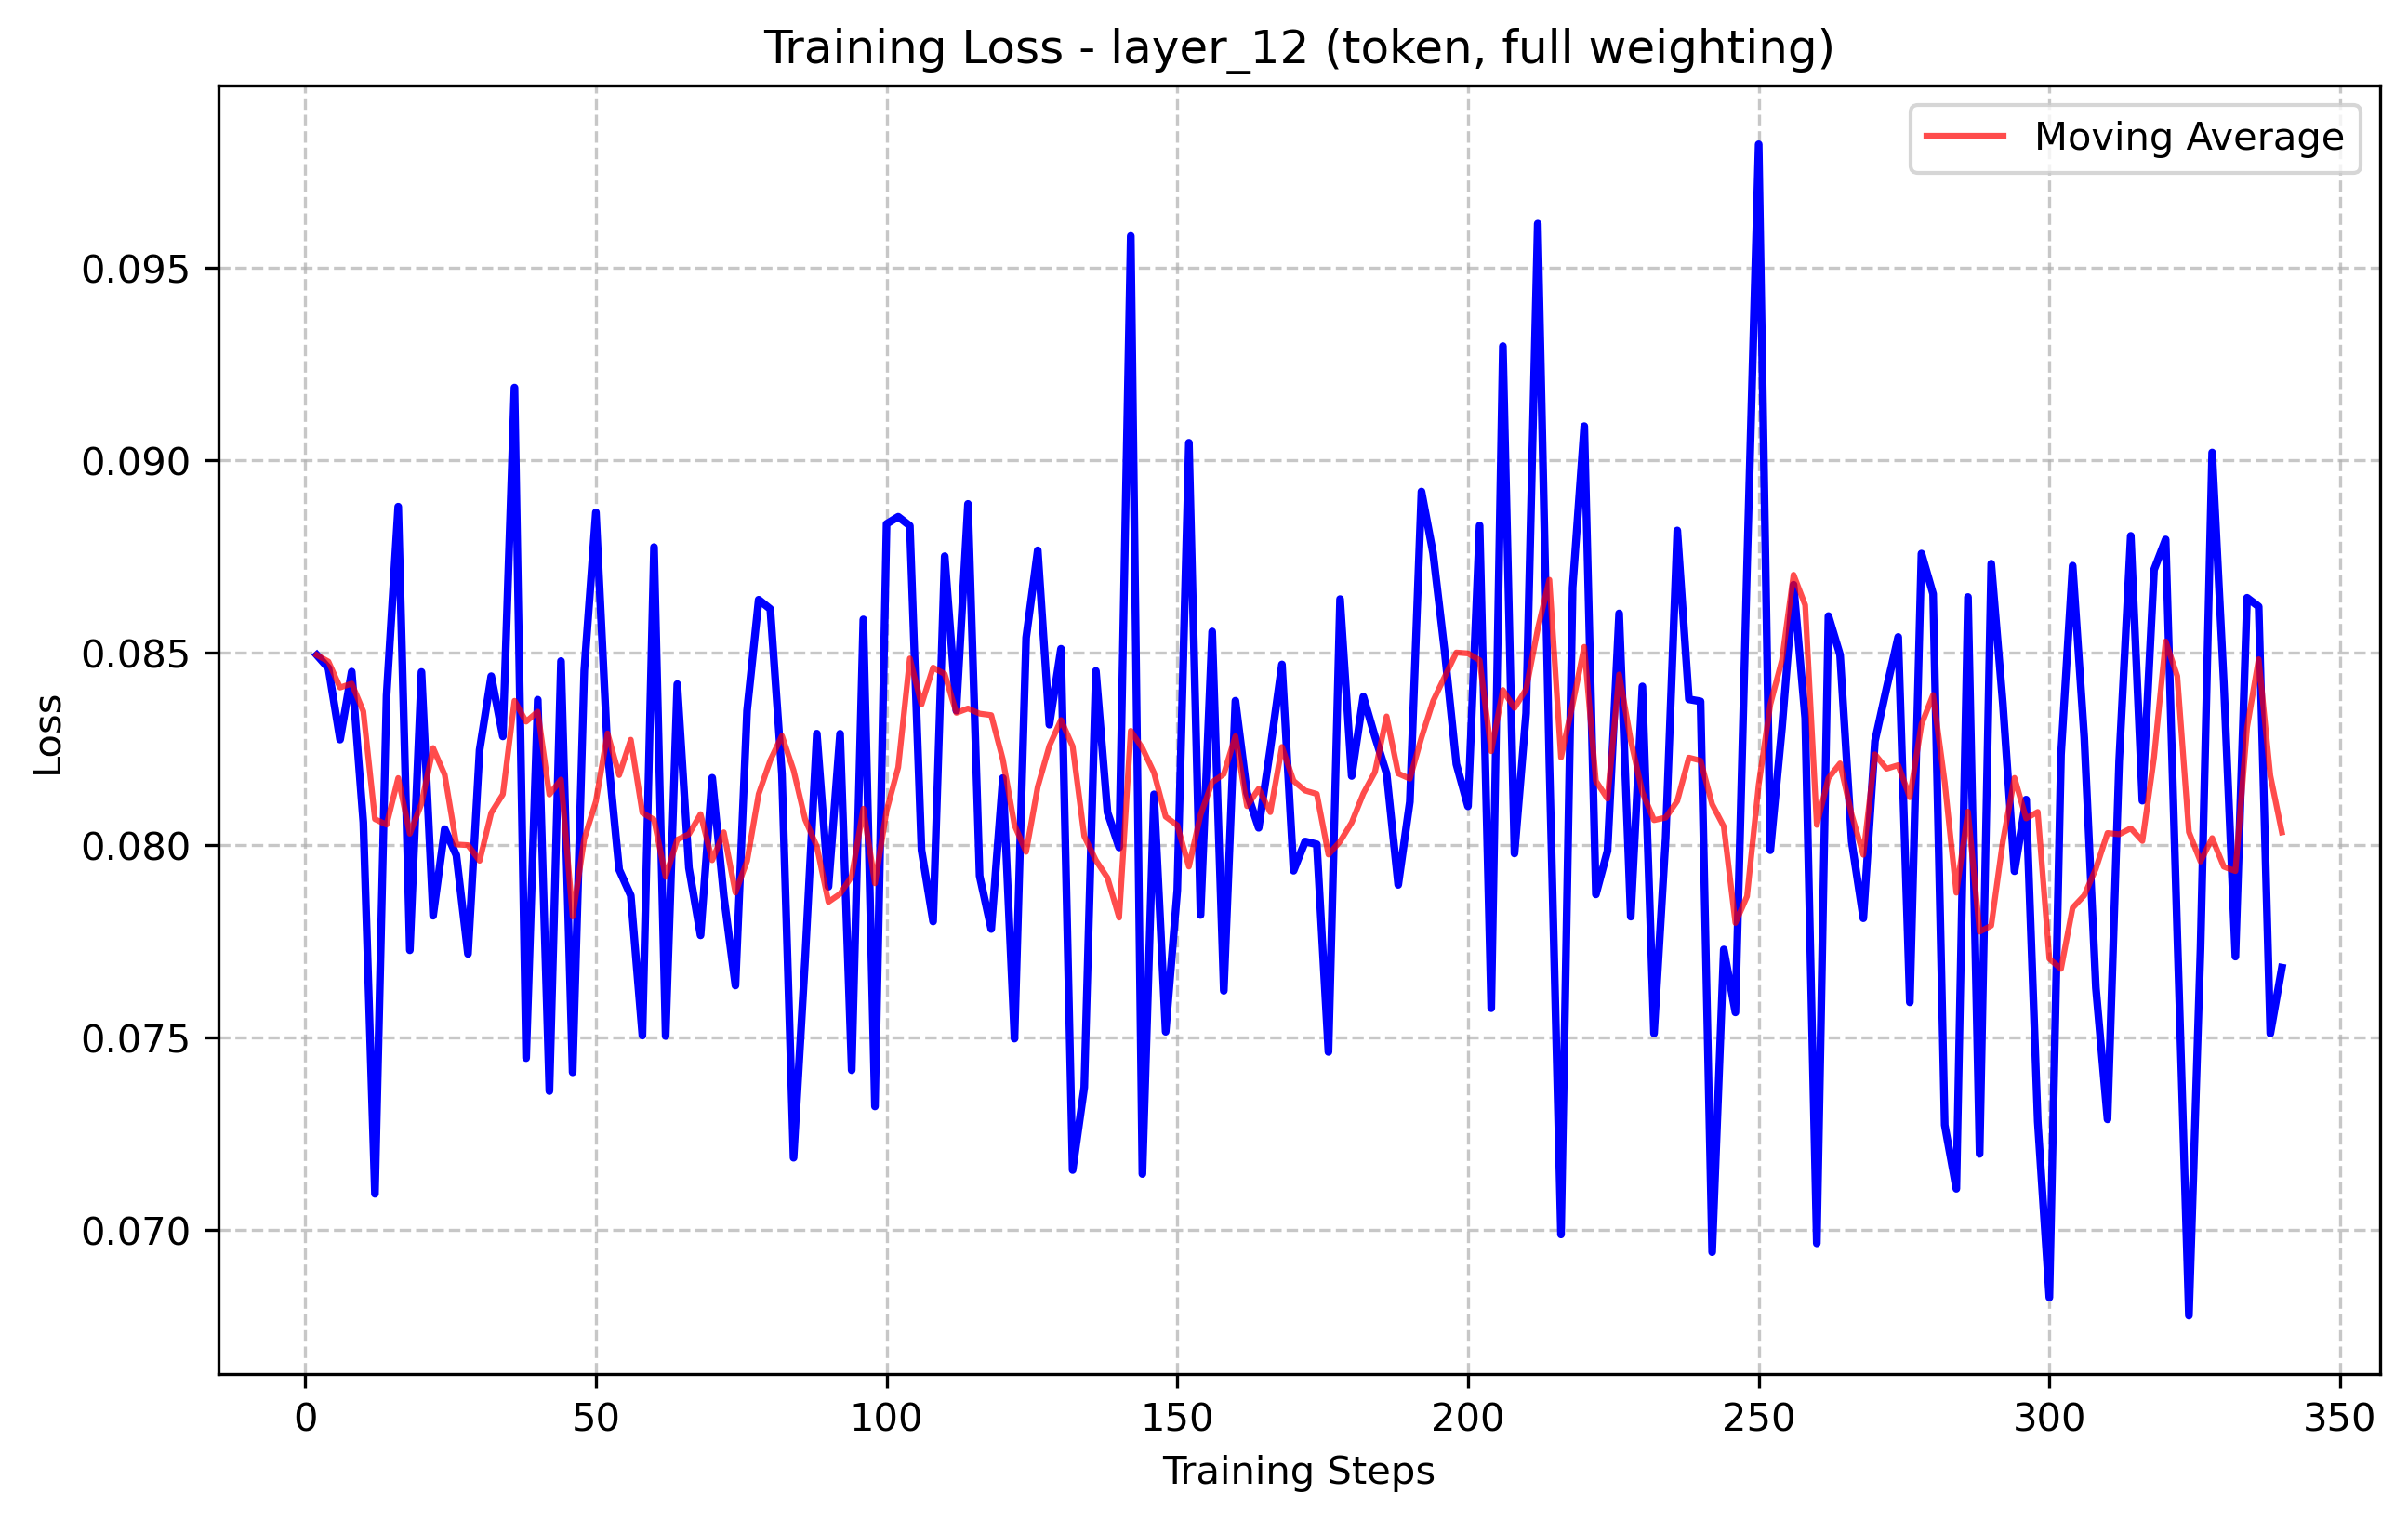 Training Loss - layer_12 (token, full weighting)
Moving Average
Loss
0.095
0.090
0.085
0.080
0.075
0.070
0 50 100 150 200 250 300 350
Training Steps